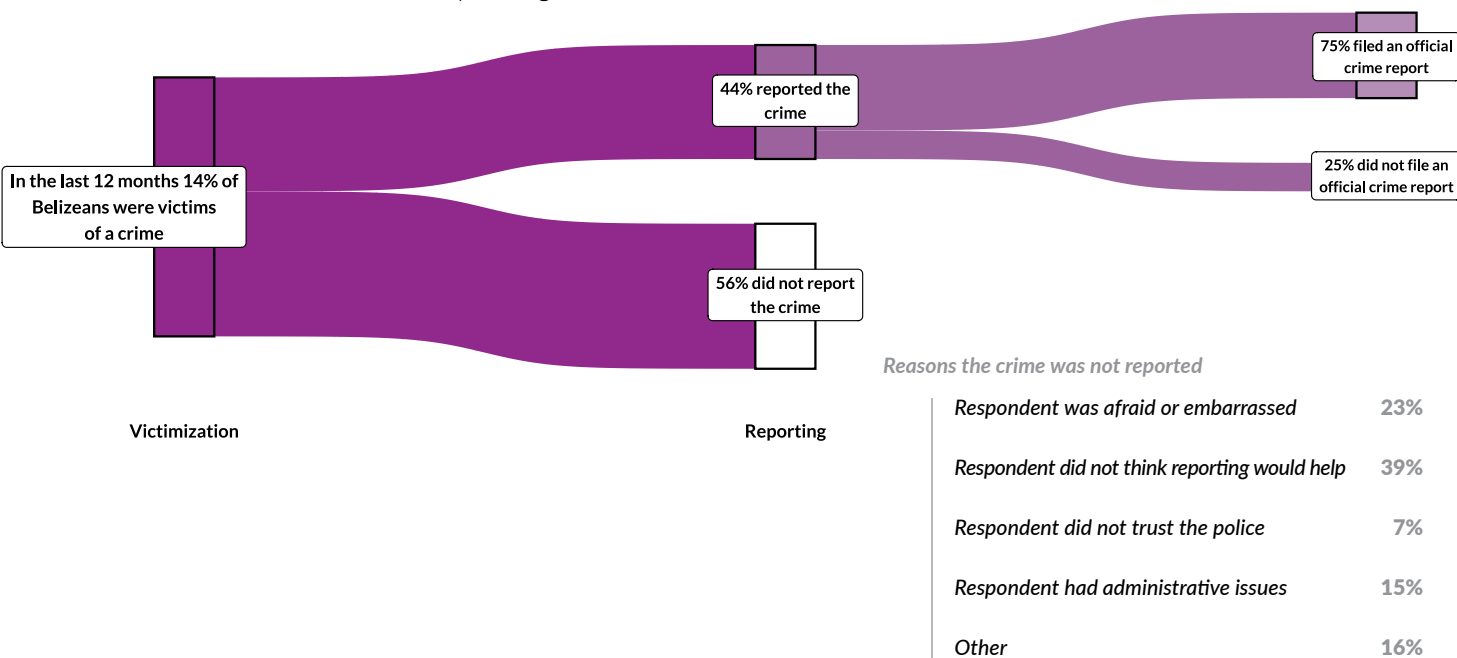 75% filed an official
crime report
44% reported the
crime
25% did not file an
official crime report
In the last 12 months 14% of
Belizeans were victims
of a crime
56% did not report
the crime
Victimization
Reporting
Reasons the crime was not reported
Respondent was afraid or embarrassed 23%
Respondent did not think reporting would help 39%
Respondent did not trust the police 7%
Respondent had administrative issues 15%
Other 16%